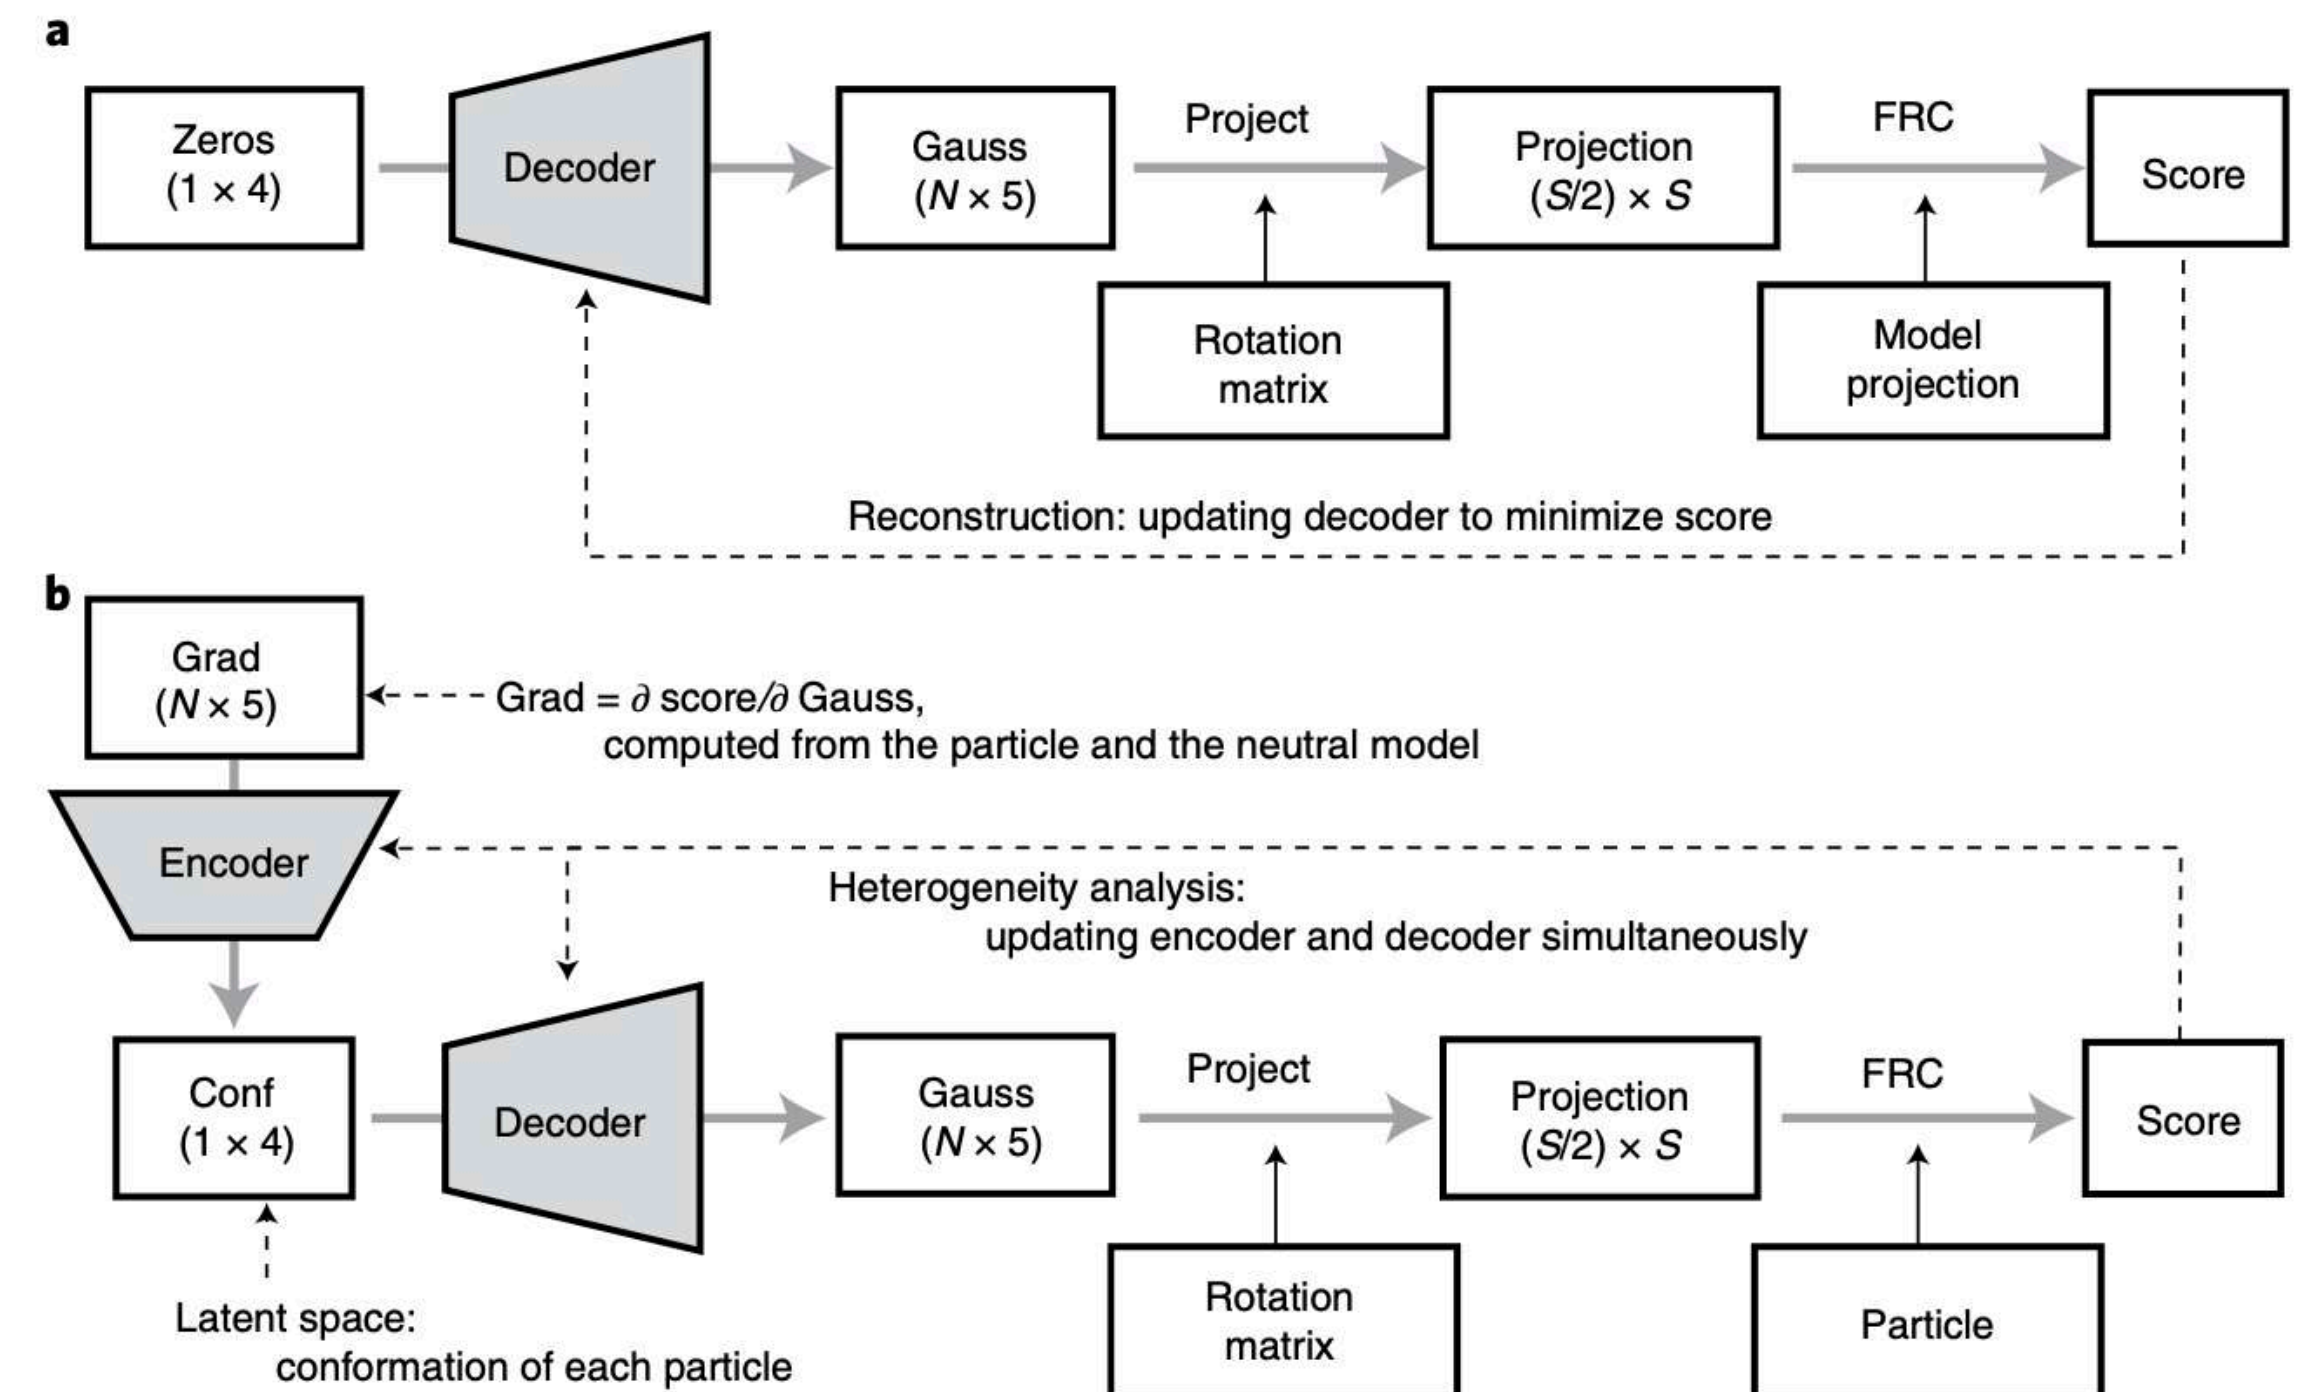 a
Zeros
(1 × 4)
Decoder
Gauss
(N × 5)
Project
Projection
(S/2) × S
FRC
Score
Rotation
matrix
Model
projection
Reconstruction: updating decoder to minimize score
b
Grad
(N × 5)
Grad = ∂ score/∂ Gauss,
computed from the particle and the neutral model
Encoder
Heterogeneity analysis:
updating encoder and decoder simultaneously
Conf
(1 × 4)
Decoder
Gauss
(N × 5)
Project
Projection
(S/2) × S
FRC
Score
Latent space:
conformation of each particle
Rotation
matrix
Particle